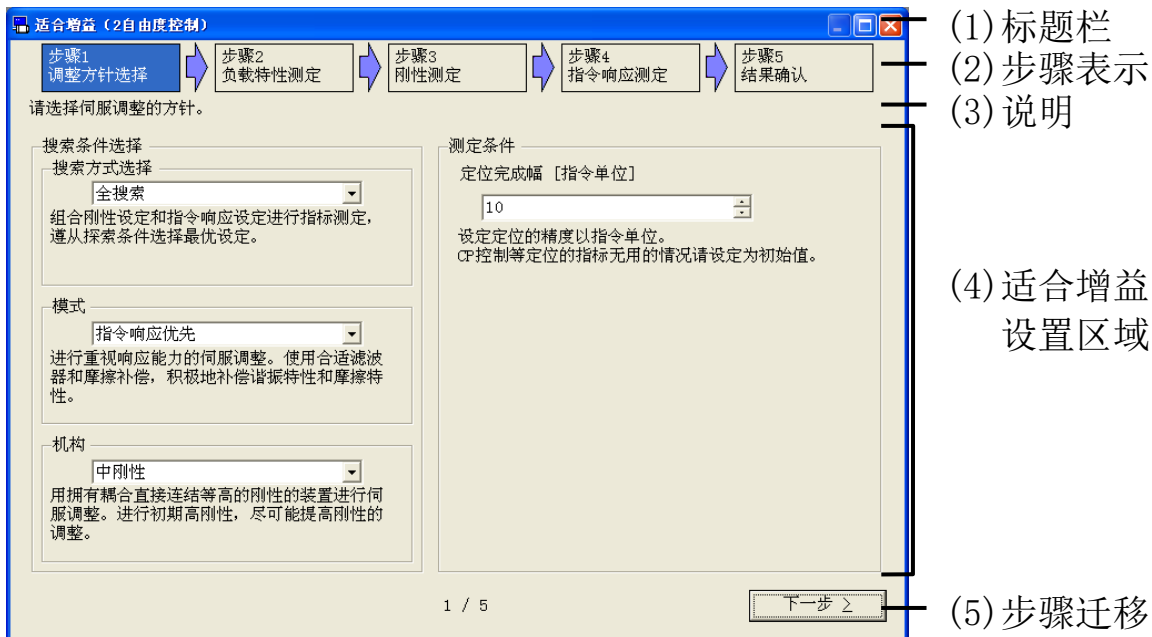 适合增益（2自由度控制）
步骤1
调整方针选择
步骤2
负载特性测定
步骤3
刚性测定
步骤4
指令响应测定
步骤5
结果确认
请选择伺服调整的方针。
搜索条件选择
搜索方式选择
全搜索
组合刚性设定和指令响应设定进行指标测定，
遵从探索条件选择最优设定。
模式
指令响应优先
进行重视响应能力的伺服调整。使用合适滤波
器和摩擦补偿，积极地补偿谐振特性和摩擦特
性。
机构
中刚性
用拥有耦合直接连结等高的刚性的装置进行伺
服调整。进行初期高刚性，尽可能提高刚性的
调整。
测定条件
定位完成幅 [指令单位]
10
设定定位的精度以指令单位。
CP控制等定位的指标无用的情况请设定为初始值。
1 / 5
下一步 ≥
(1)标题栏
(2)步骤表示
(3)说明
(4)适合增益
设置区域
(5)步骤迁移